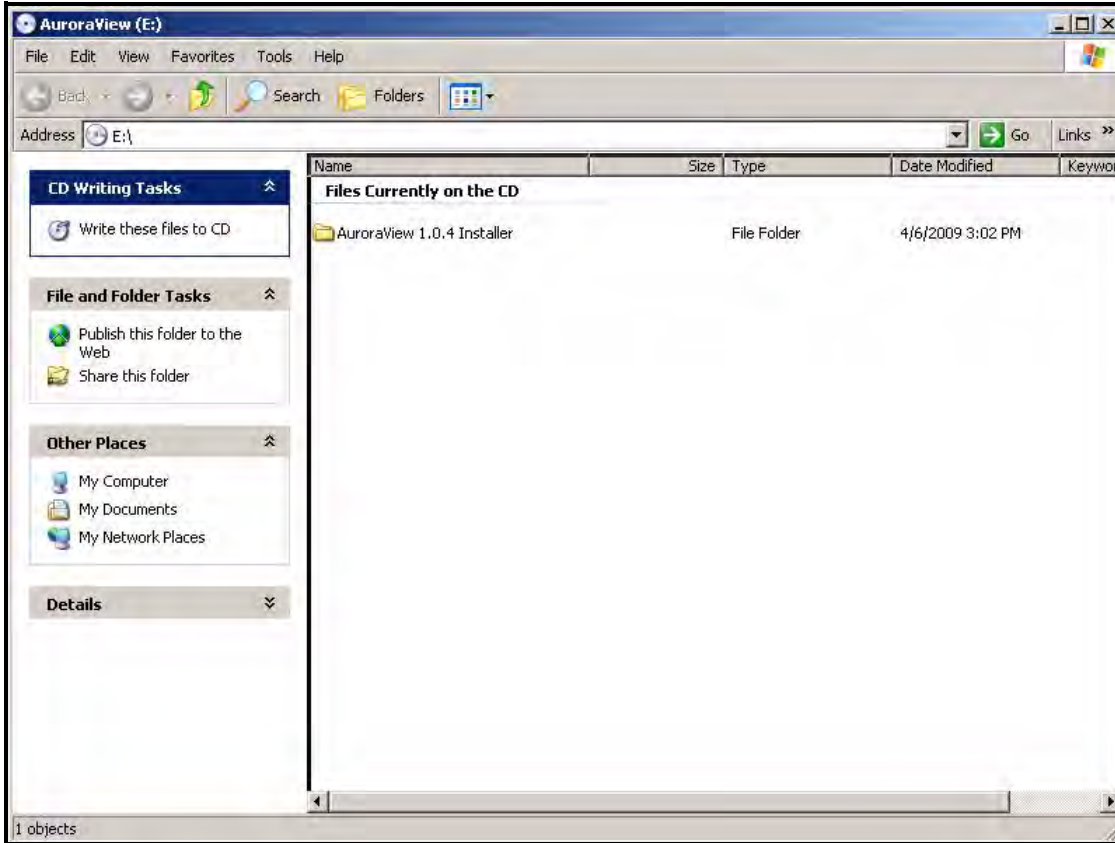 AuroraView (E:)
File Edit View Favorites Tools Help
Back Search Folders
Address E:\ Go Links »
Name Size Type Date Modified Keywor
CD Writing Tasks
Files Currently on the CD
Write these files to CD
AuroraView 1.0.4 Installer File Folder 4/6/2009 3:02 PM
File and Folder Tasks
Publish this folder to the
Web
Share this folder
Other Places
My Computer
My Documents
My Network Places
Details
1 objects